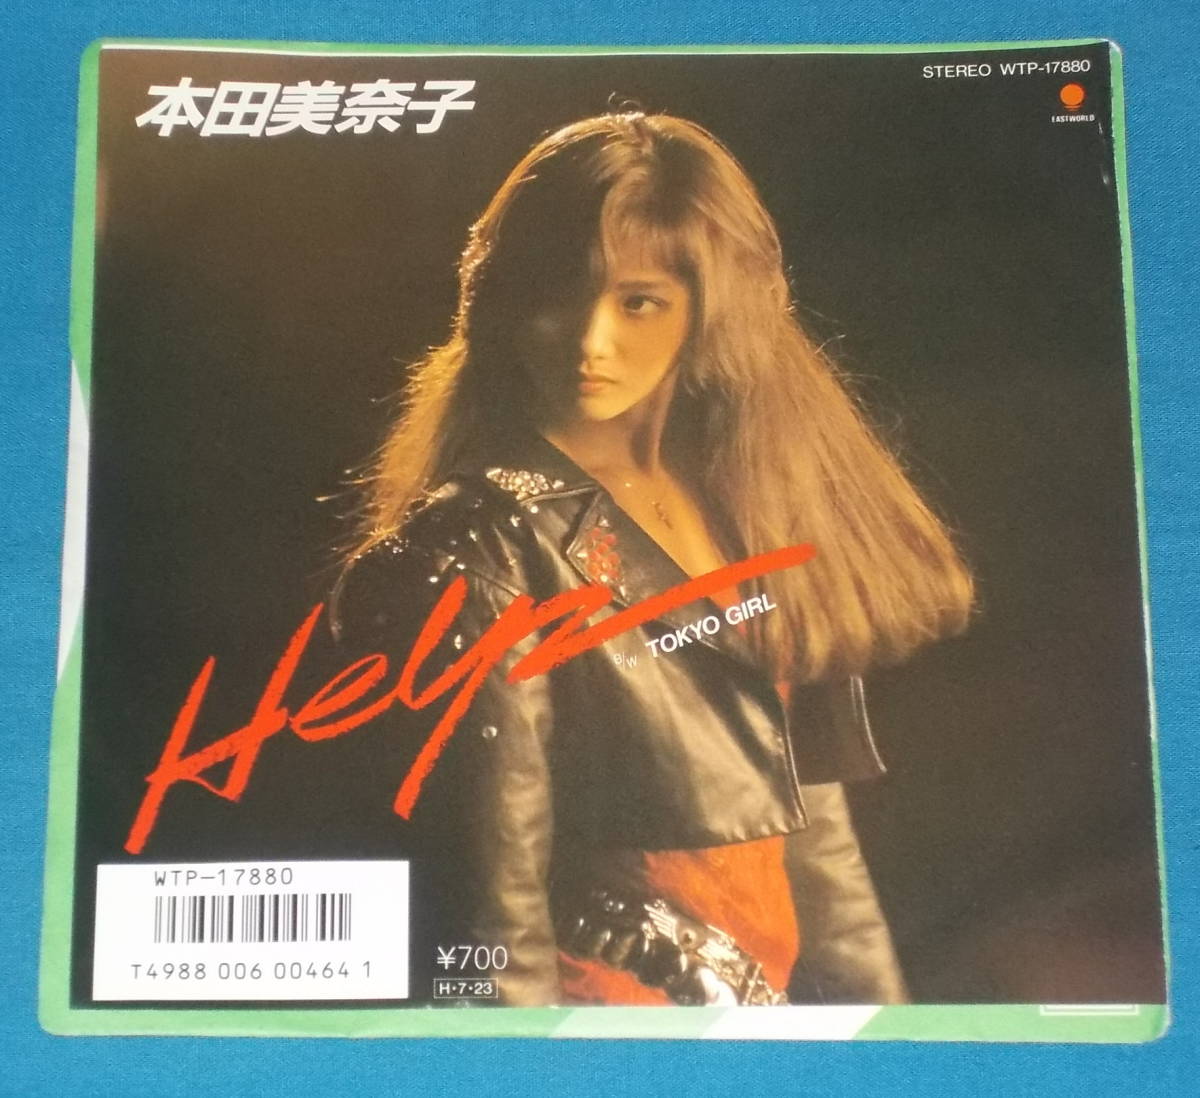 本田美奈子
STEREO WTP-17880
EASTWORLD
Help
B/W TOKYO GIRL
WTP-17880
T4988 006 00464 1
¥700
H・7・23